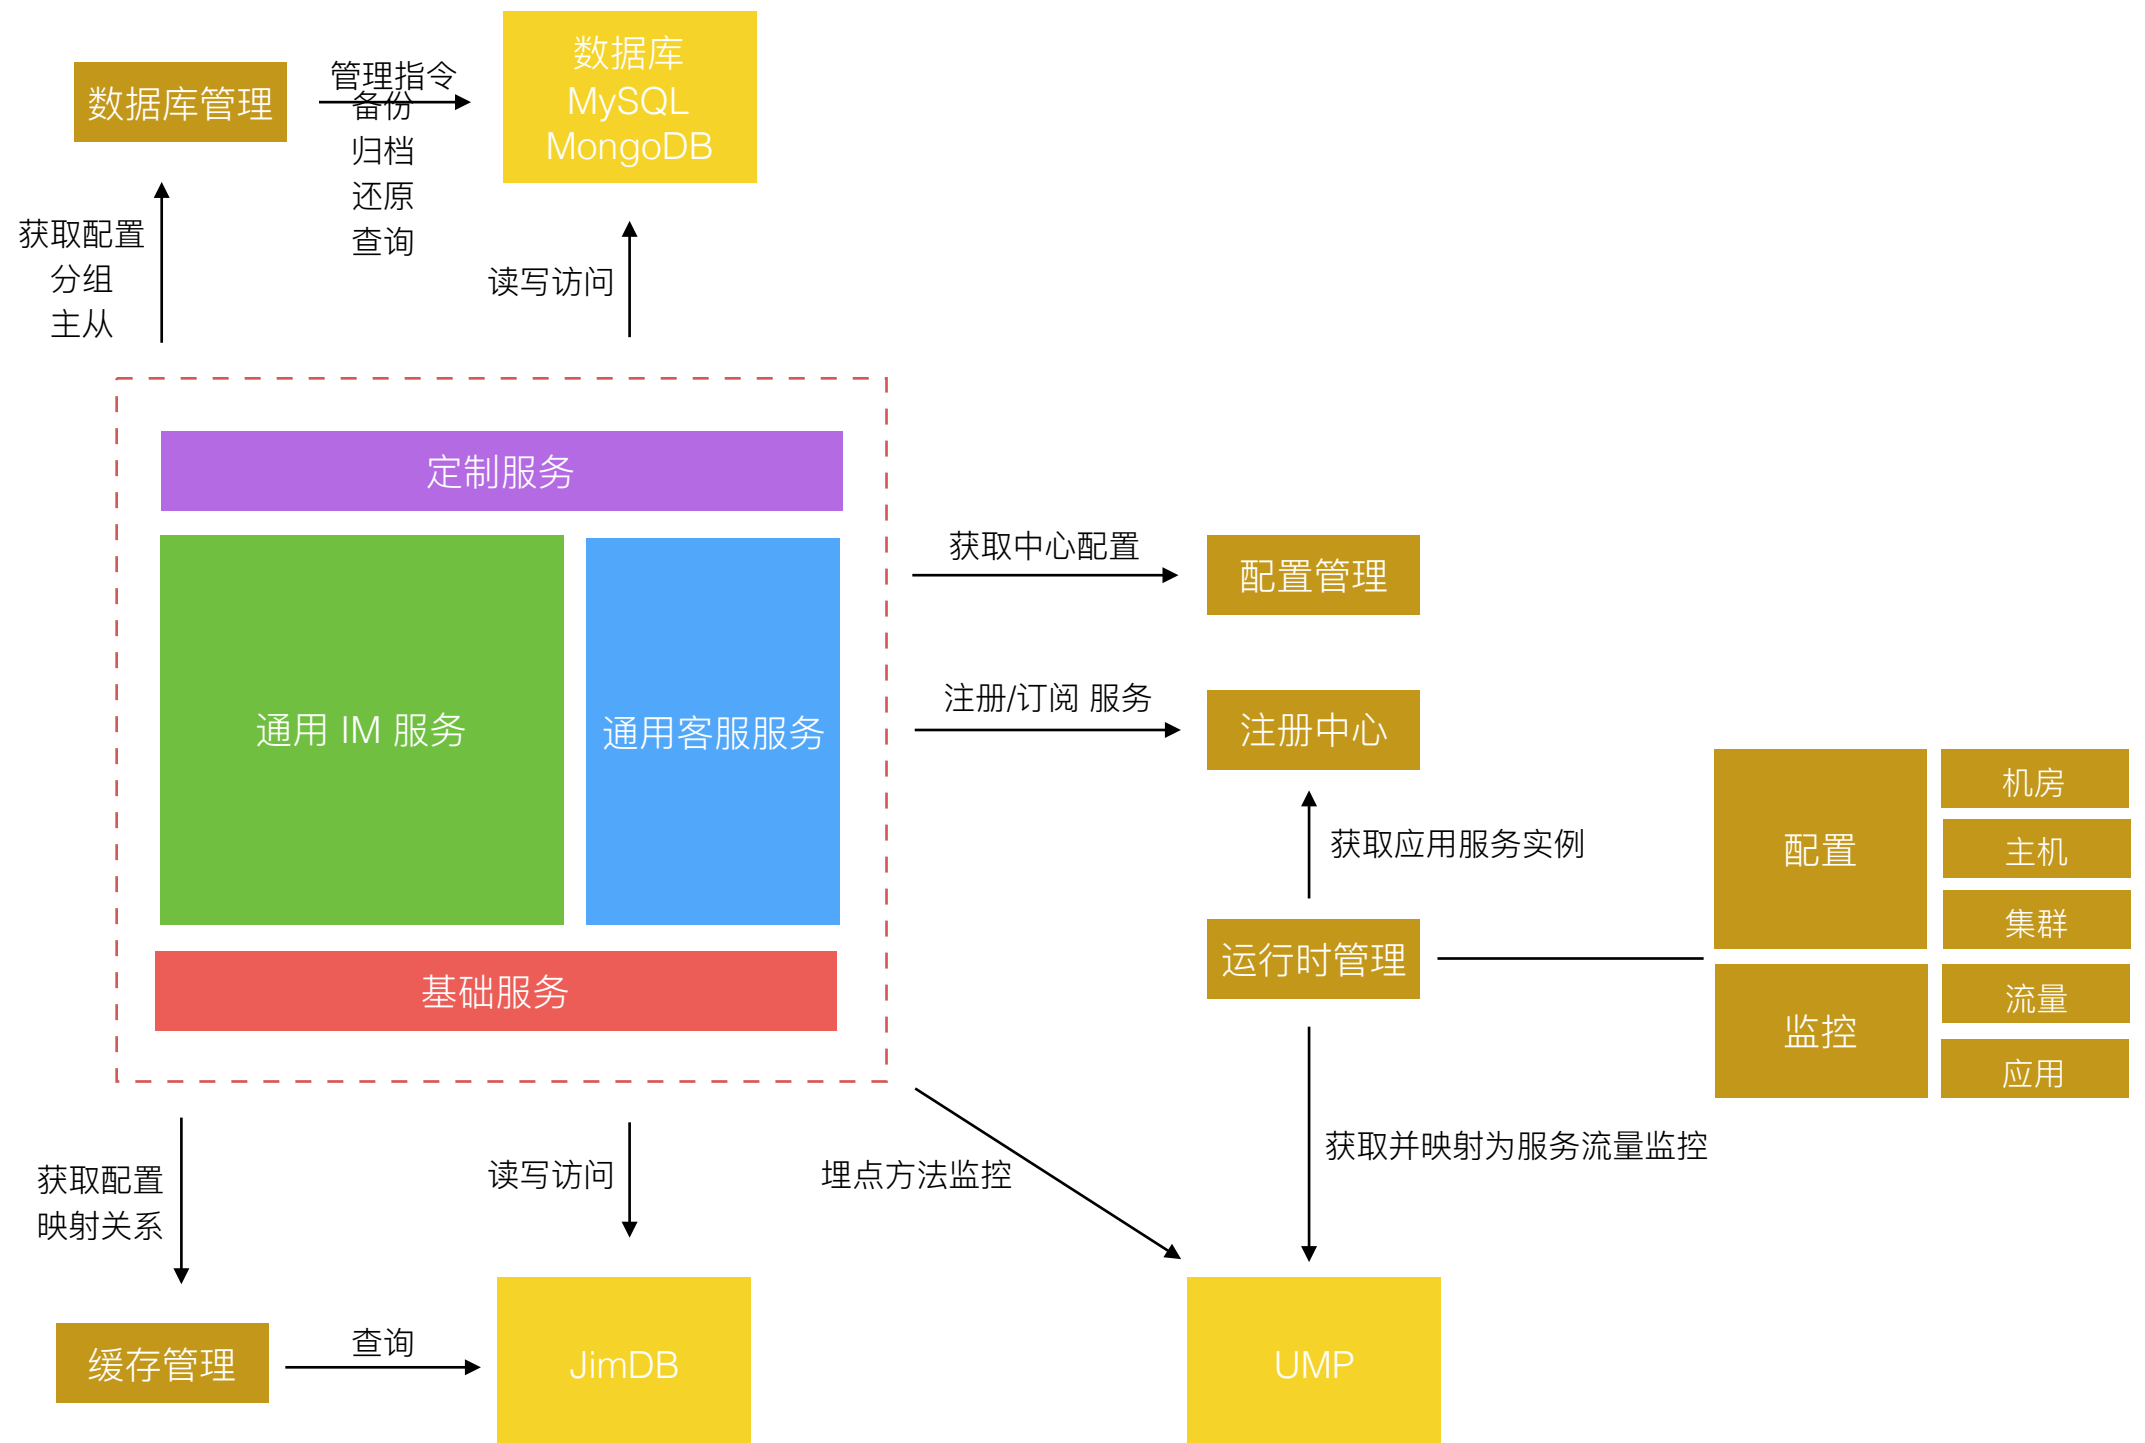 数据库管理
管理指令
备份
归档
还原
查询
数据库
MySQL
MongoDB
获取配置
分组
主从
读写访问
定制服务
通用 IM 服务
通用客服服务
基础服务
获取中心配置
配置管理
注册/订阅 服务
注册中心
获取应用服务实例
运行时管理
配置
机房
主机
集群
监控
流量
应用
获取并映射为服务流量监控
获取配置
映射关系
读写访问
埋点方法监控
缓存管理
查询
JimDB
UMP